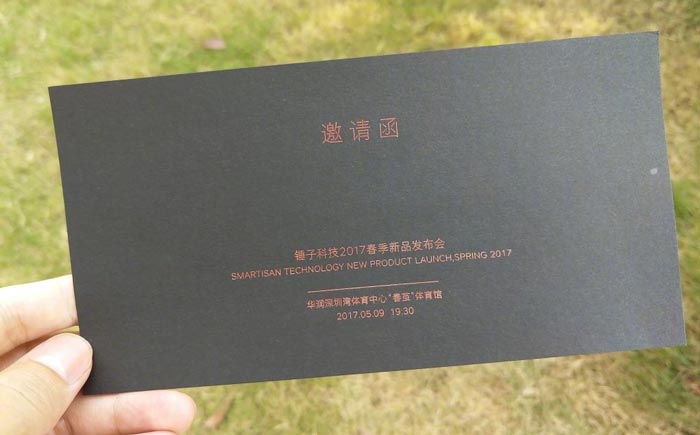 邀请函
锤子科技2017春季新品发布会
SMARTISAN TECHNOLOGY NEW PRODUCT LAUNCH,SPRING 2017
华润深圳湾体育中心"春茧"体育馆
2017.05.09 19:30